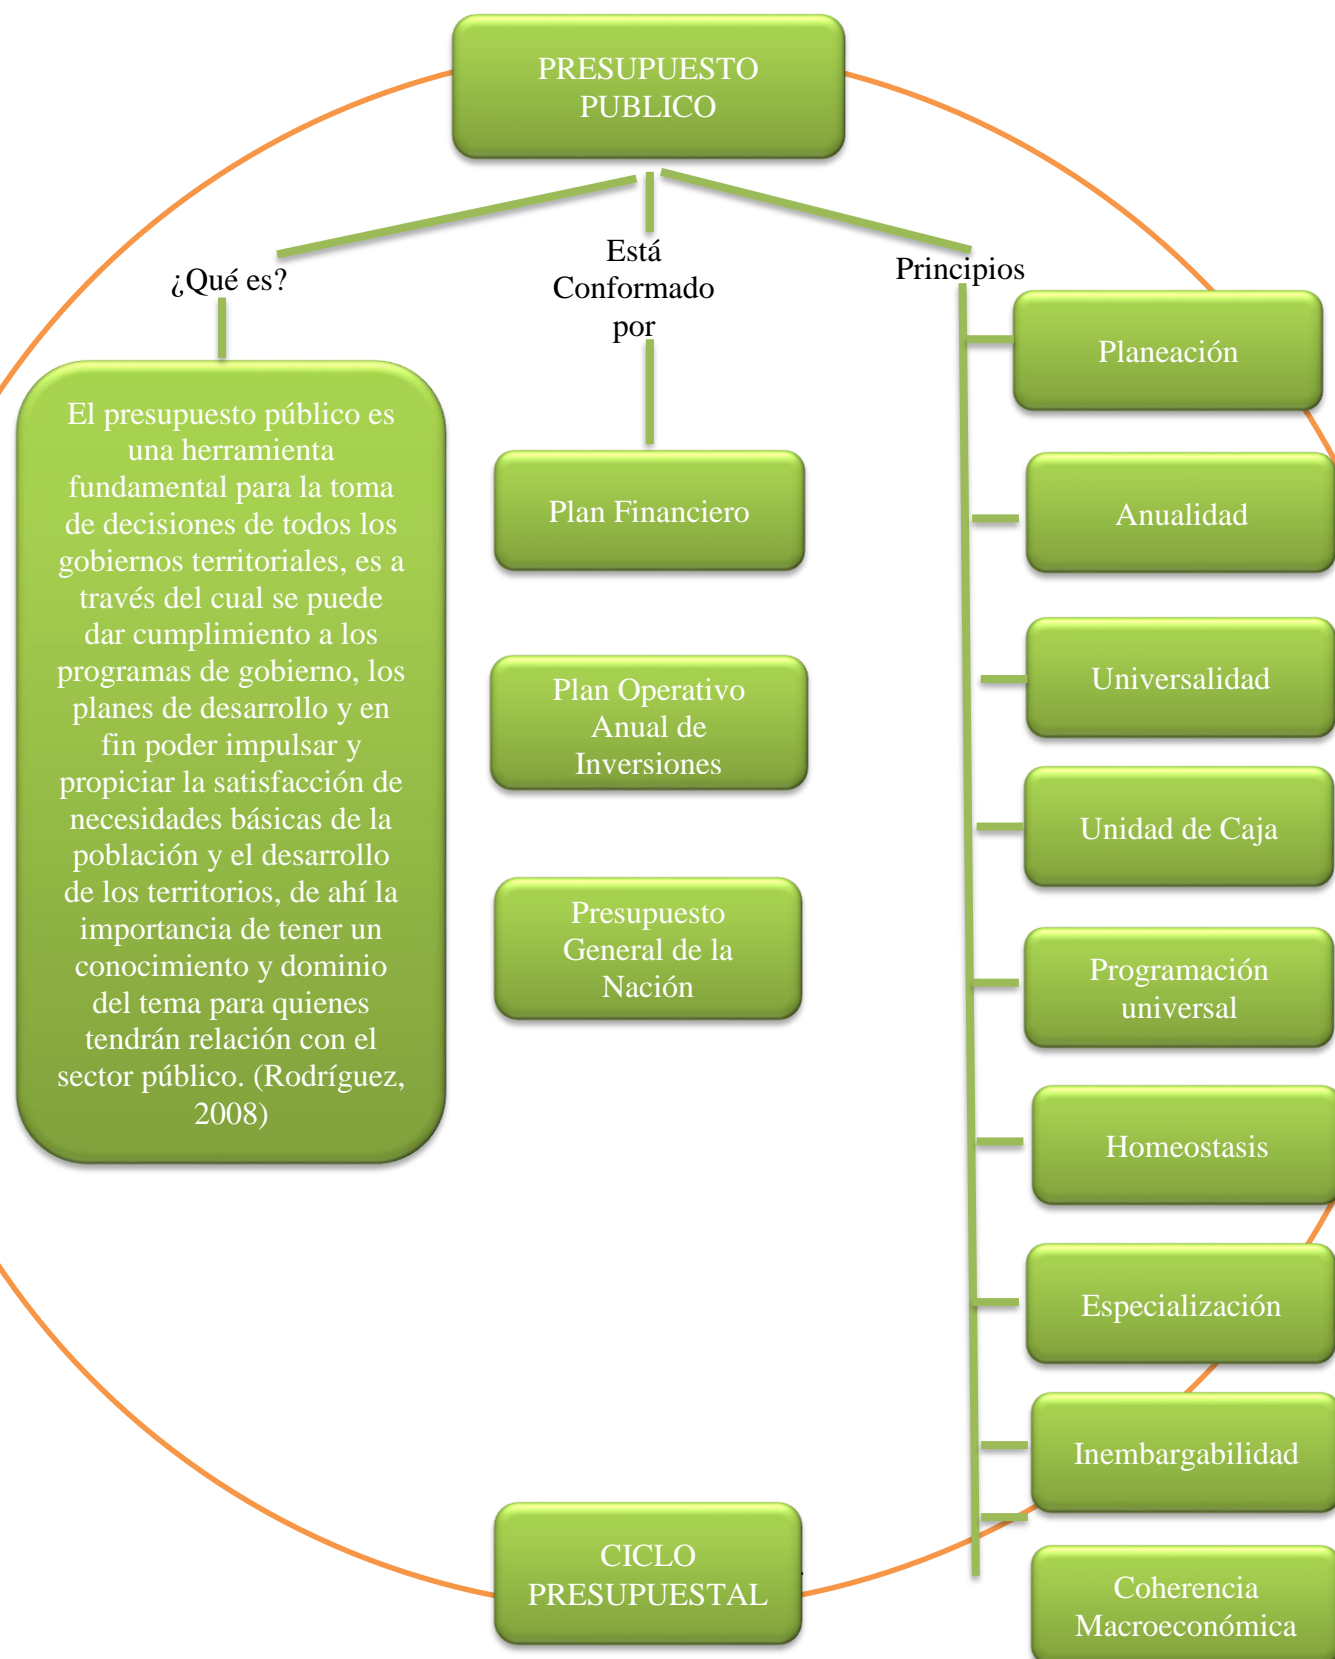 PRESUPUESTO
PUBLICO
¿Qué es?
El presupuesto público es
una herramienta
fundamental para la toma
de decisiones de todos los
gobiernos territoriales, es a
través del cual se puede
dar cumplimiento a los
programas de gobierno, los
planes de desarrollo y en
fin poder impulsar y
propiciar la satisfacción de
necesidades básicas de la
población y el desarrollo
de los territorios, de ahí la
importancia de tener un
conocimiento y dominio
del tema para quienes
tendrán relación con el
sector público. (Rodríguez,
2008)
Está
Conformado
por
Plan Financiero
Plan Operativo
Anual de
Inversiones
Presupuesto
General de la
Nación
Principios
Planeación
Anualidad
Universalidad
Unidad de Caja
Programación
universal
Homeostasis
Especialización
Inembargabilidad
Coherencia
Macroeconómica
CICLO
PRESUPUESTAL